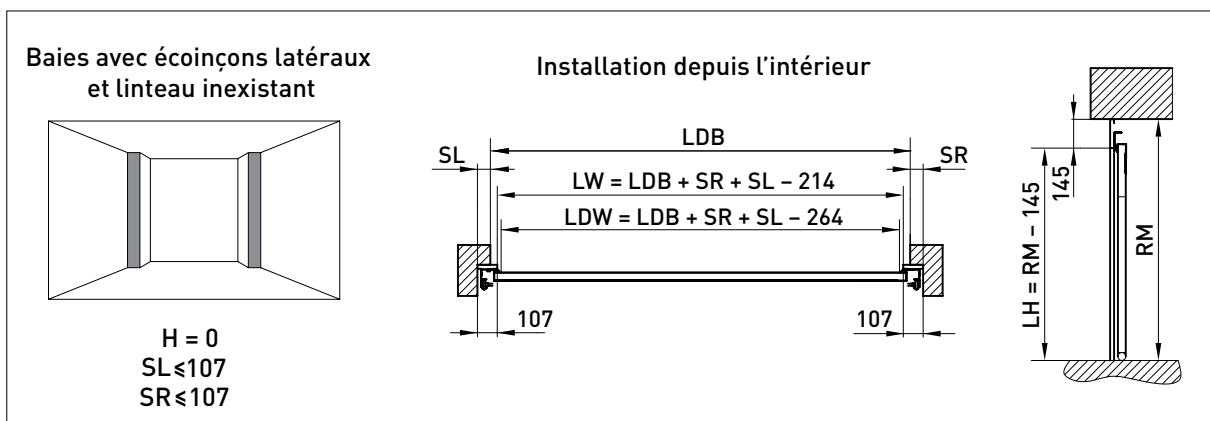 Baies avec écoinçons latéraux
et linteau inexistant
H = 0
SL≤107
SR≤107
Installation depuis l’intérieur
LDB
SL
SR
LW = LDB + SR + SL – 214
LDW = LDB + SR + SL – 264
107
107
LH = RM – 145
145
RM